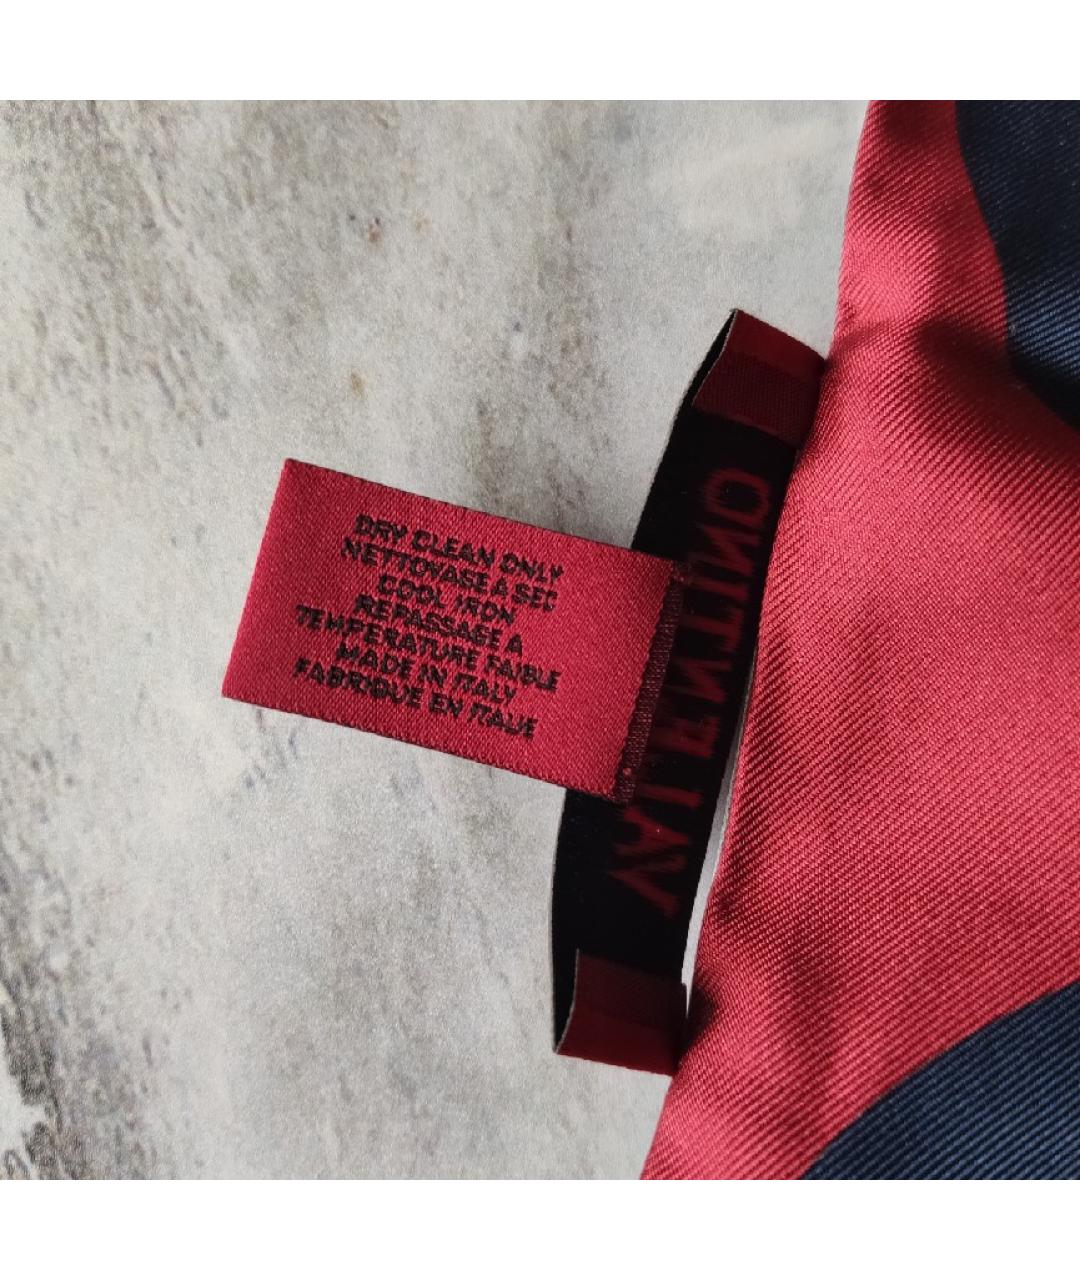 DRY CLEAN ONLY
NETTOYAGE A SEC
COOL IRON
REPASSAGE A
TEMPERATURE FAIBLE
MADE IN ITALY
FABRIQUE EN ITALIE
VALENTINO